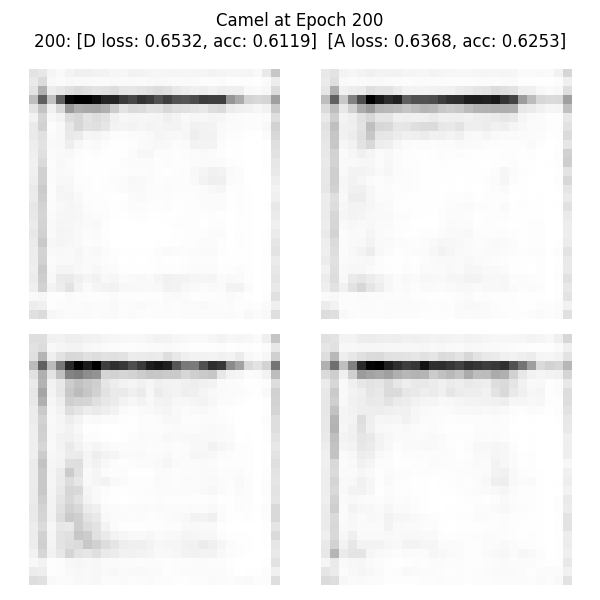 Camel at Epoch 200
200: [D loss: 0.6532, acc: 0.6119]  [A loss: 0.6368, acc: 0.6253]